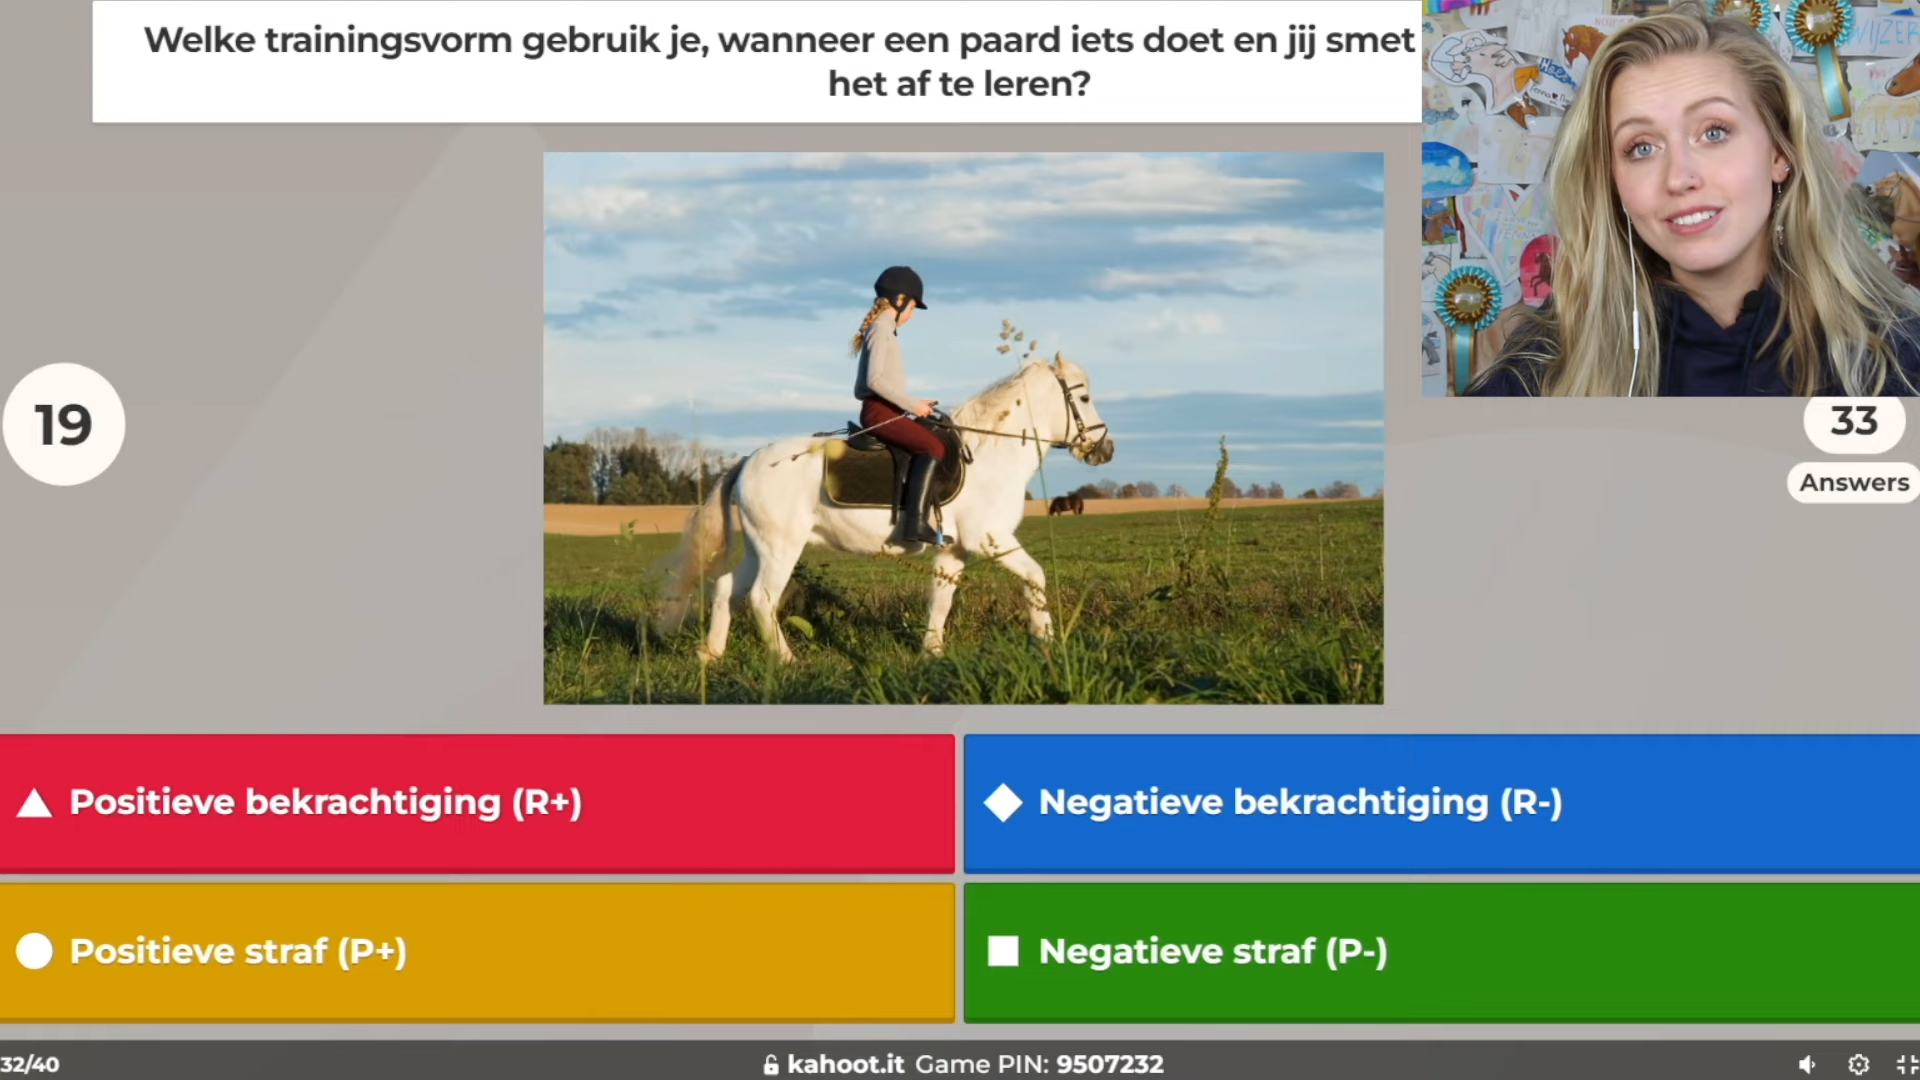 Welke trainingsvorm gebruik je, wanneer een paard iets doet en jij smet
het af te leren?
19
33
Answers
Positieve bekrachtiging (R+)
Negatieve bekrachtiging (R-)
Positieve straf (P+)
Negatieve straf (P-)
32/40
kahoot.it Game PIN: 9507232